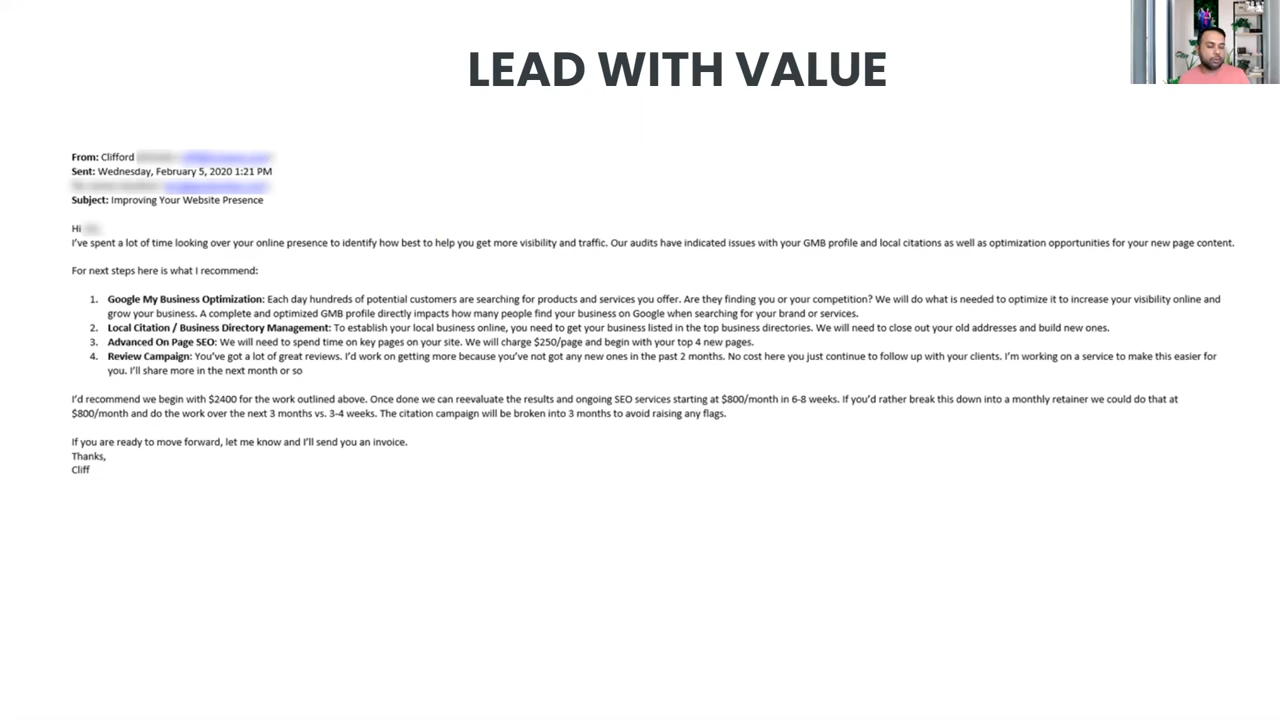 LEAD WITH VALUE
From: Clifford
Sent: Wednesday, February 5, 2020 1:21 PM
Subject: Improving Your Website Presence
Hi
I've spent a lot of time looking over your online presence to identify how best to help you get more visibility and traffic. Our audits have indicated issues with your GMB profile and local citations as well as optimization opportunities for your new page content.
For next steps here is what I recommend:
1. Google My Business Optimization: Each day hundreds of potential customers are searching for products and services you offer. Are they finding you or your competition? We will do what is needed to optimize it to increase your visibility online and
grow your business. A complete and optimized GMB profile directly impacts how many people find your business on Google when searching for your brand or services.
2. Local Citation / Business Directory Management: To establish your local business online, you need to get your business listed in the top business directories. We will need to close out your old addresses and build new ones.
3. Advanced On Page SEO: We will need to spend time on key pages on your site. We will charge $250/page and begin with your top 4 new pages.
4. Review Campaign: You've got a lot of great reviews. I'd work on getting more because you've not got any new ones in the past 2 months. No cost here you just continue to follow up with your clients. I'm working on a service to make this easier for
you. I'll share more in the next month or so
I'd recommend we begin with $2400 for the work outlined above. Once done we can reevaluate the results and ongoing SEO services starting at $800/month in 6-8 weeks. If you'd rather break this down into a monthly retainer we could do that at
$800/month and do the work over the next 3 months vs. 3-4 weeks. The citation campaign will be broken into 3 months to avoid raising any flags.
If you are ready to move forward, let me know and I'll send you an invoice.
Thanks,
Cliff